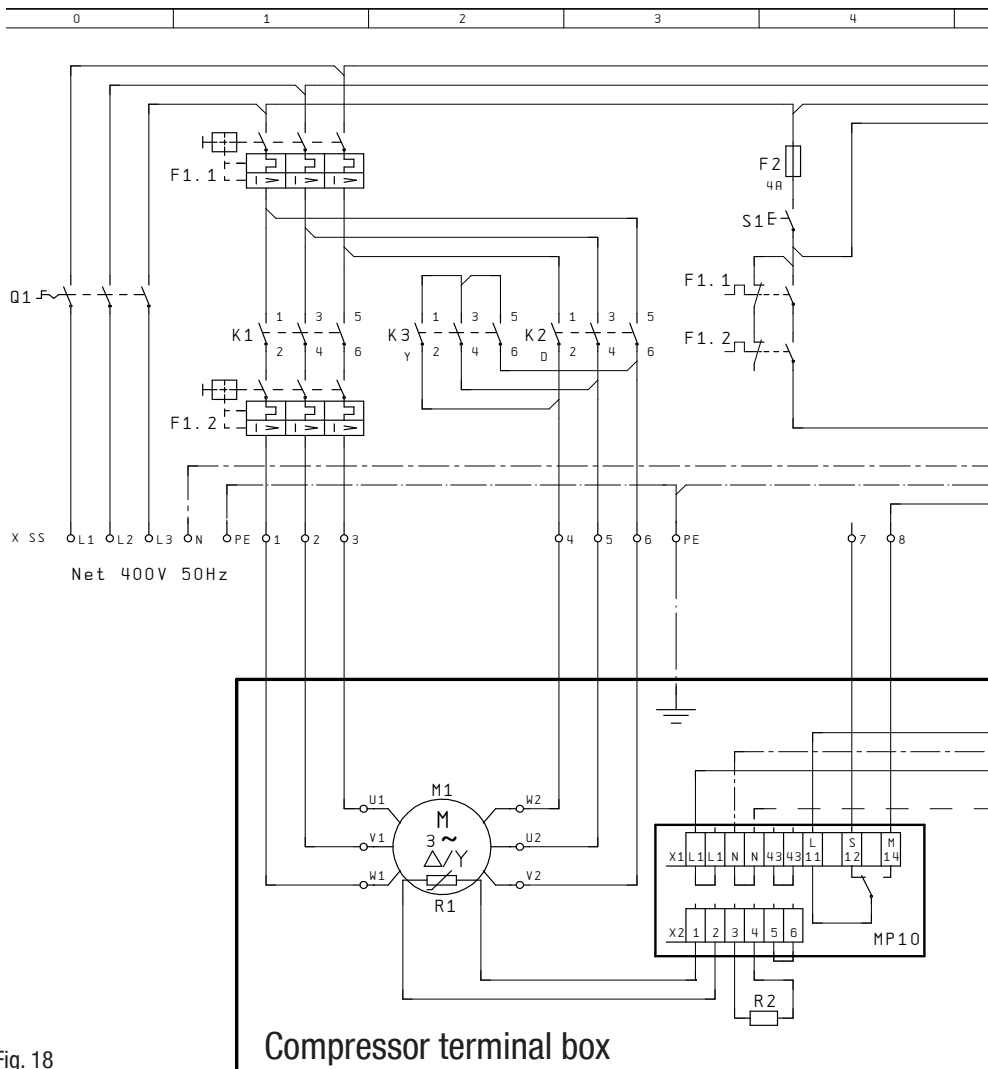 0 1 2 3 4
F1.1
F2
4A
S1
Q1
F1.1
K1 1 3 5
2 4 6
K3 1 3 5
Y 2 4 6
K2 1 3 5
D 2 4 6
F1.2
I > I > I >
I > I > I >
F1.2
X SS L1 L2 L3 N PE 1 2 3 4 5 6 PE 7 8
Net 400V 50Hz
M1
U1 M W2
V1 3 ~ U2
△/Y
W1 V2
R1
L S M
X1 L1 L1 N N 43 43 11 12 14
X2 1 2 3 4 5 6
MP10
R2
Compressor terminal box
Fig. 18